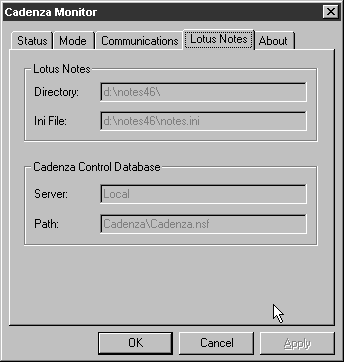 Cadenza Monitor
Status Mode Communications Lotus Notes About
Lotus Notes
Directory: d:\notes46\
Ini File: d:\notes46\notes.ini
Cadenza Control Database
Server: Local
Path: Cadenza\Cadenza.nsf
OK Cancel Apply